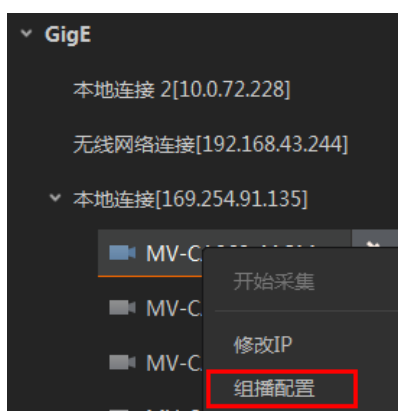 GigE
本地连接 2[10.0.72.228]
无线网络连接[192.168.43.244]
本地连接[169.254.91.135]
MV-C
开始采集
MV-C
修改IP
MV-C
组播配置